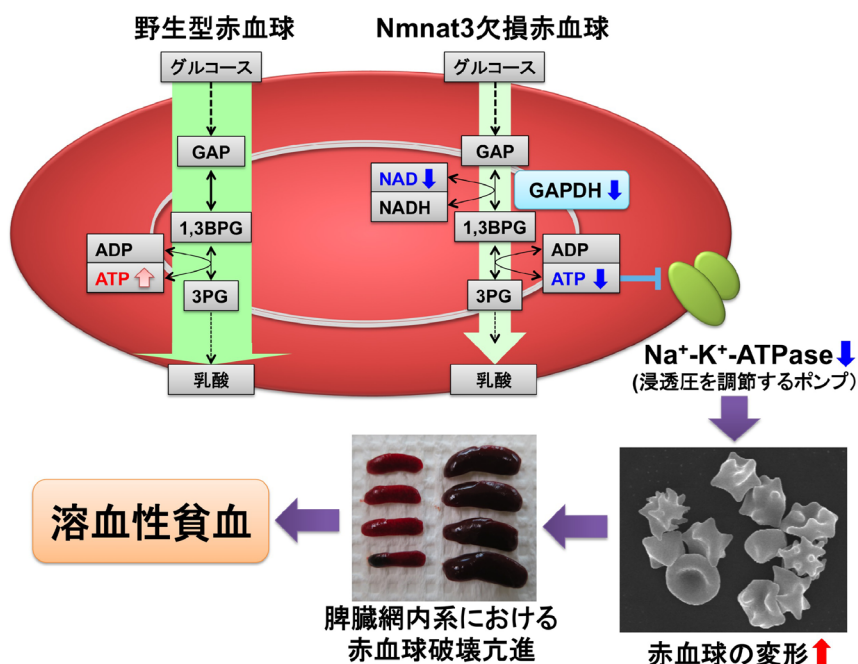 野生型赤血球
Nmnat3欠損赤血球
グルコース
グルコース
GAP
GAP
NAD
NADH
GAPDH
1,3BPG
1,3BPG
ADP
ATP
ADP
ATP
3PG
3PG
乳酸
乳酸
Na⁺-K⁺-ATPase
(浸透圧を調節するポンプ)
溶血性貧血
脾臓網内系における
赤血球破壊亢進
赤血球の変形